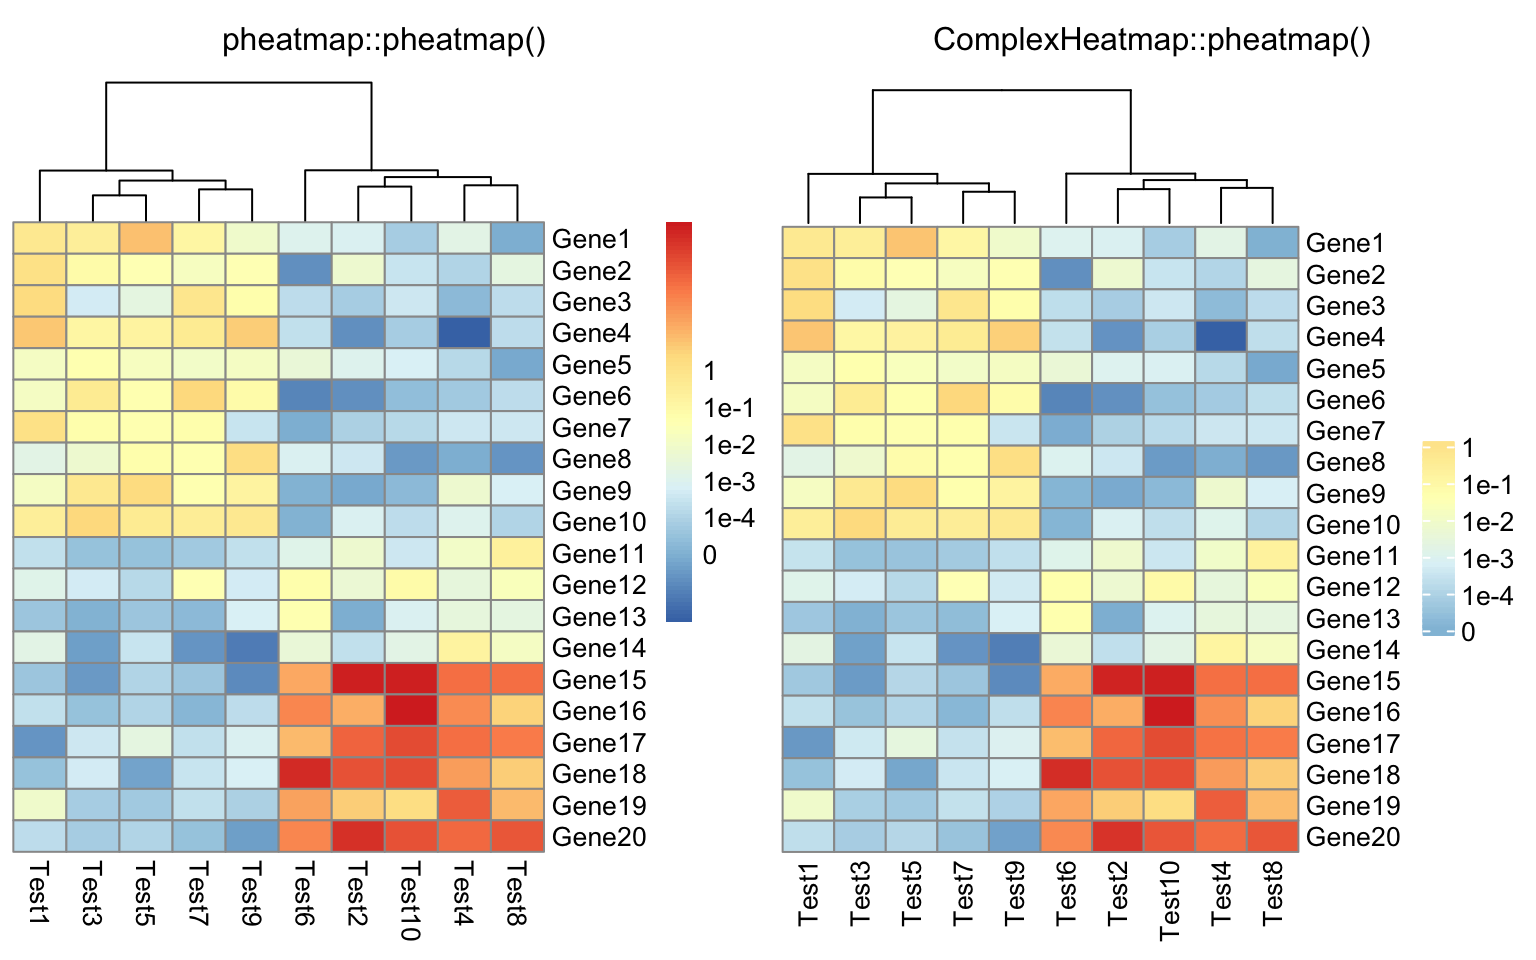 pheatmap::pheatmap()
Gene1
Gene2
Gene3
Gene4
Gene5
Gene6
Gene7
Gene8
Gene9
Gene10
Gene11
Gene12
Gene13
Gene14
Gene15
Gene16
Gene17
Gene18
Gene19
Gene20
1
1e-1
1e-2
1e-3
1e-4
0
Test1
Test3
Test5
Test7
Test9
Test6
Test2
Test10
Test4
Test8
ComplexHeatmap::pheatmap()
Gene1
Gene2
Gene3
Gene4
Gene5
Gene6
Gene7
Gene8
Gene9
Gene10
Gene11
Gene12
Gene13
Gene14
Gene15
Gene16
Gene17
Gene18
Gene19
Gene20
1
1e-1
1e-2
1e-3
1e-4
0
Test1
Test3
Test5
Test7
Test9
Test6
Test2
Test10
Test4
Test8